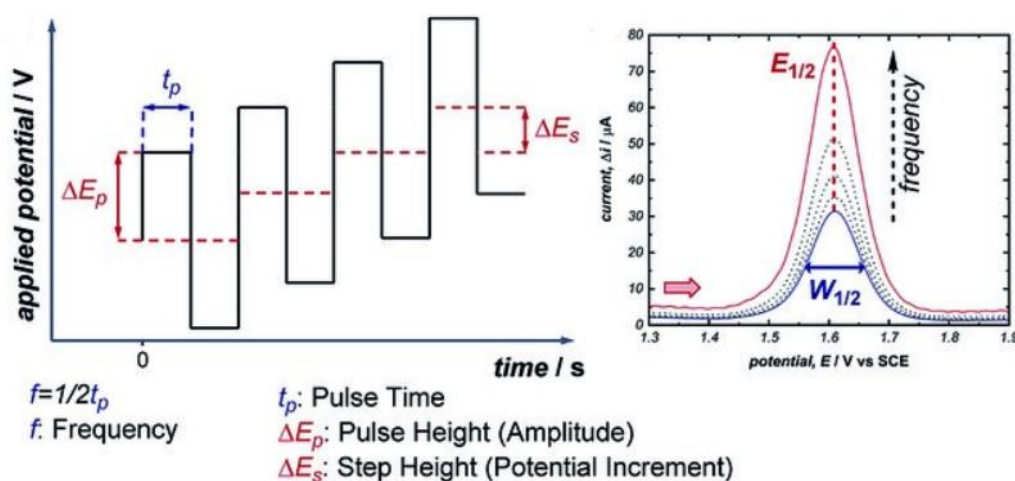 applied potential / V
t_p
ΔE_p
ΔE_s
0
time / s
f=1/2t_p
f: Frequency
t_p: Pulse Time
ΔE_p: Pulse Height (Amplitude)
ΔE_s: Step Height (Potential Increment)
current, Δi / μA
80
70
60
50
40
30
20
10
0
E_1/2
frequency
W_1/2
1.3 1.4 1.5 1.6 1.7 1.8 1.9
potential, E / V vs SCE